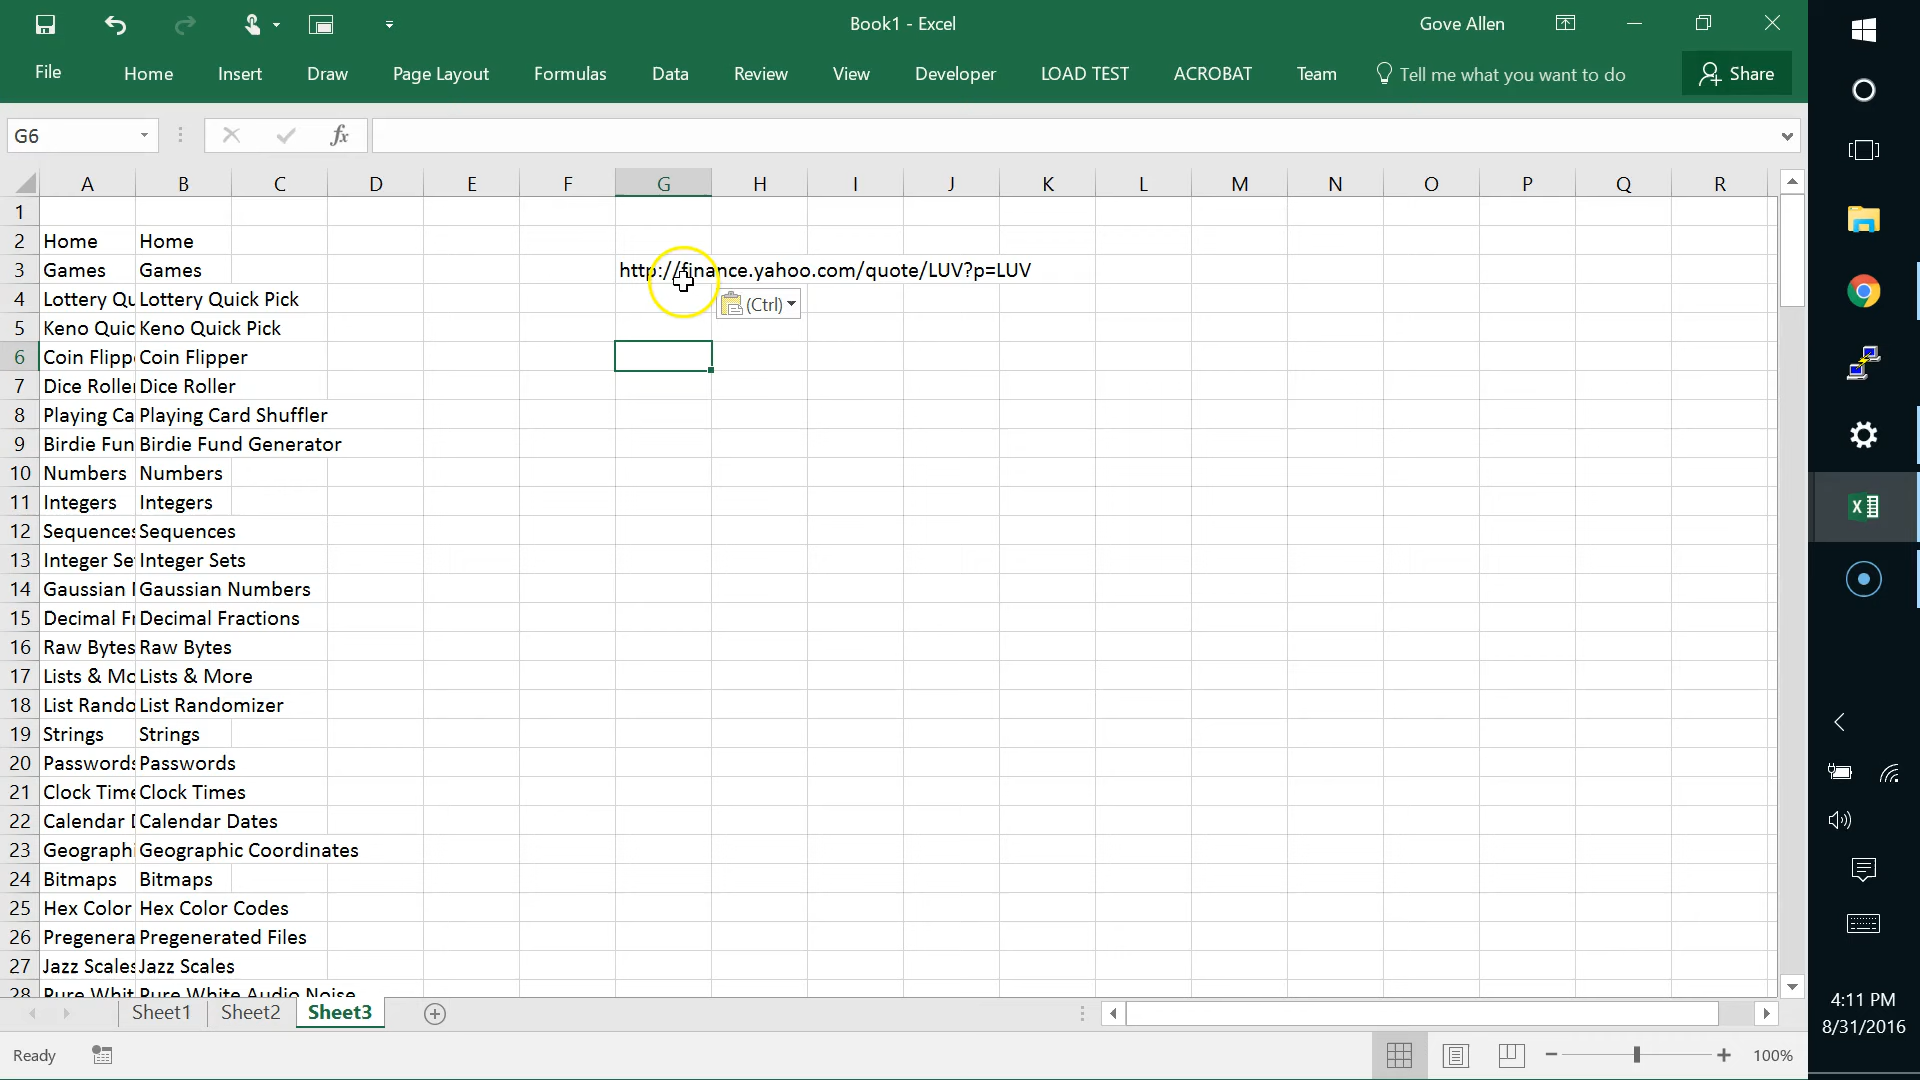 Book1 - Excel
Gove Allen
File Home Insert Draw Page Layout Formulas Data Review View Developer LOAD TEST ACROBAT Team Tell me what you want to do Share
G6 fx
A B C D E F G H I J K L M N O P Q R
1
2 Home Home
3 Games Games http://finance.yahoo.com/quote/LUV?p=LUV
4 Lottery Qu Lottery Quick Pick (Ctrl)
5 Keno Quic Keno Quick Pick
6 Coin Flipp Coin Flipper
7 Dice Roller Dice Roller
8 Playing Ca Playing Card Shuffler
9 Birdie Fun Birdie Fund Generator
10 Numbers Numbers
11 Integers Integers
12 Sequences Sequences
13 Integer Se Integer Sets
14 Gaussian Gaussian Numbers
15 Decimal Fr Decimal Fractions
16 Raw Bytes Raw Bytes
17 Lists & Mo Lists & More
18 List Rando List Randomizer
19 Strings Strings
20 Passwords Passwords
21 Clock Time Clock Times
22 Calendar Calendar Dates
23 Geographi Geographic Coordinates
24 Bitmaps Bitmaps
25 Hex Color Hex Color Codes
26 Pregenera Pregenerated Files
27 Jazz Scales Jazz Scales
28 Pure Whit Pure White Audio Noise
Sheet1 Sheet2 Sheet3
Ready 100%
4:11 PM
8/31/2016